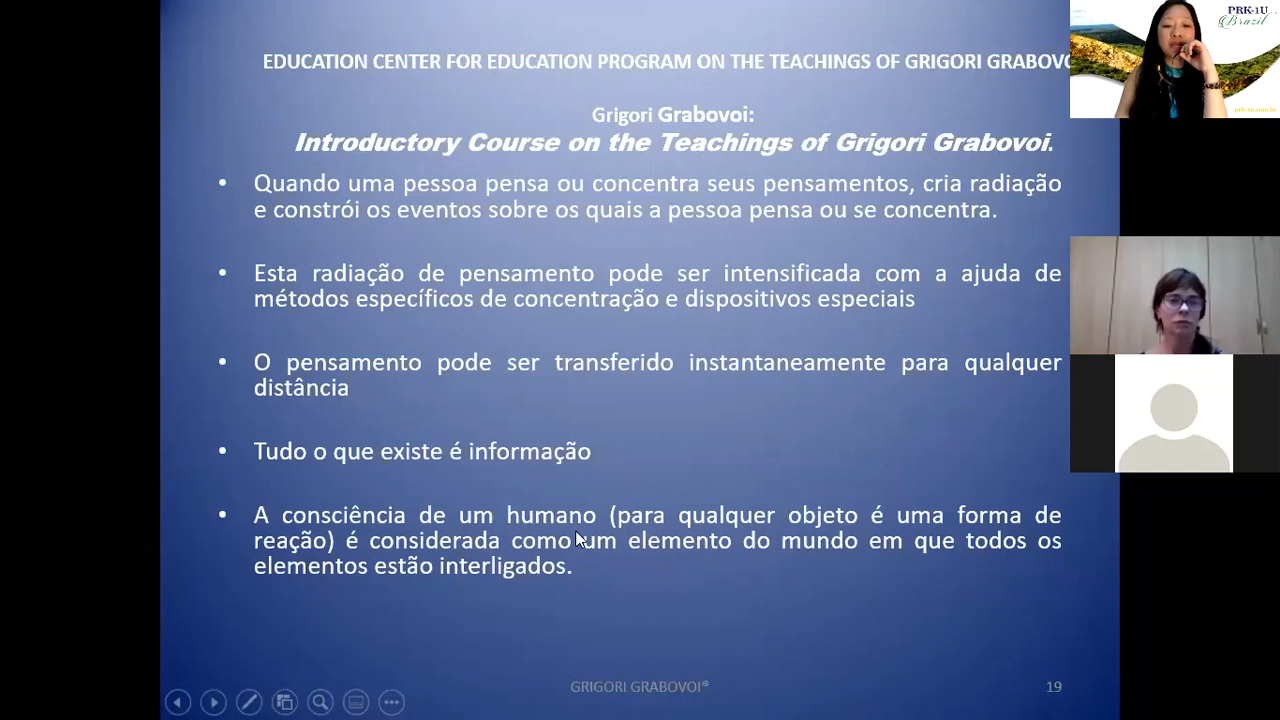 EDUCATION CENTER FOR EDUCATION PROGRAM ON THE TEACHINGS OF GRIGORI GRABOVO
Grigori Grabovoi:
Introductory Course on the Teachings of Grigori Grabovoi.
• Quando uma pessoa pensa ou concentra seus pensamentos, cria radiação
e constrói os eventos sobre os quais a pessoa pensa ou se concentra.
• Esta radiação de pensamento pode ser intensificada com a ajuda de
métodos específicos de concentração e dispositivos especiais
• O pensamento pode ser transferido instantaneamente para qualquer
distância
• Tudo o que existe é informação
• A consciência de um humano (para qualquer objeto é uma forma de
reação) é considerada como um elemento do mundo em que todos os
elementos estão interligados.
GRIGORI GRABOVOI®
19
PRK-1U
Brazil
prk-1u.com.br